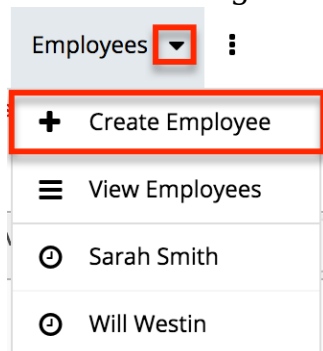 Employees
Create Employee
View Employees
Sarah Smith
Will Westin